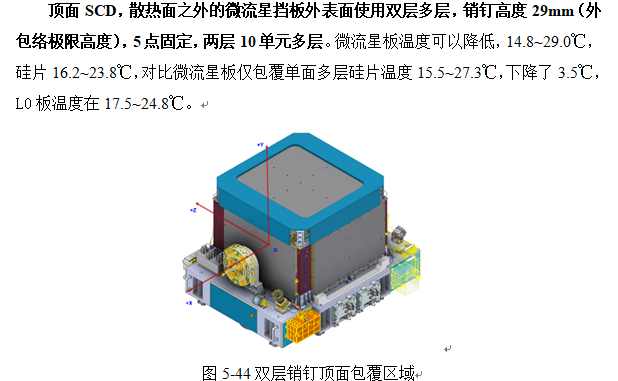 顶面 SCD，散热面之外的微流星挡板外表面使用双层多层，销钉高度 29mm（外
包络极限高度），5 点固定，两层 10 单元多层。微流星板温度可以降低，14.8~29.0℃，
硅片 16.2~23.8℃，对比微流星板仅包覆单面多层硅片温度 15.5~27.3℃，下降了 3.5℃，
L0 板温度在 17.5~24.8℃。
+Y
+Z
O
+X
图 5-44 双层销钉顶面包覆区域